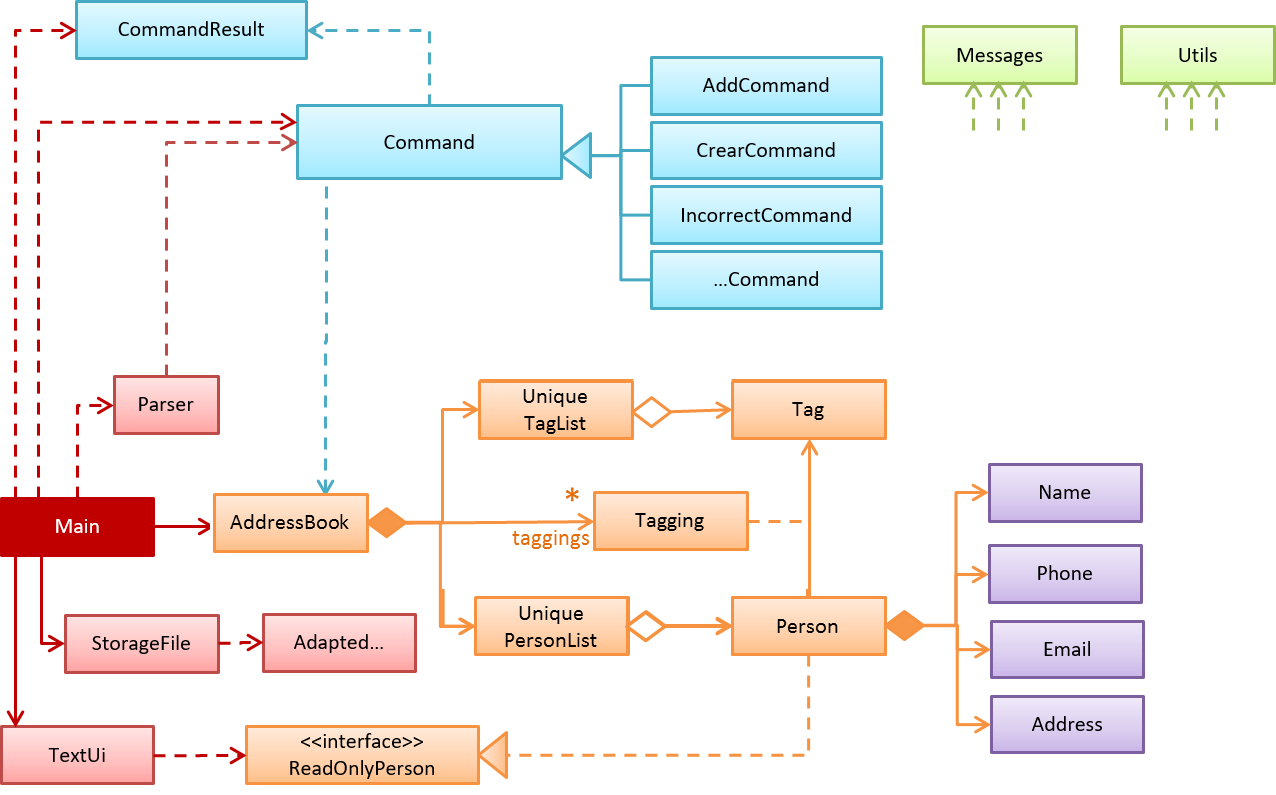 CommandResult
Messages
Utils
AddCommand
Command
CrearCommand
IncorrectCommand
...Command
Parser
Unique
TagList
Tag
Name
*
Main
AddressBook
Tagging
taggings
Phone
Unique
PersonList
Person
StorageFile
Adapted...
Email
Address
TextUi
<<interface>>
ReadOnlyPerson